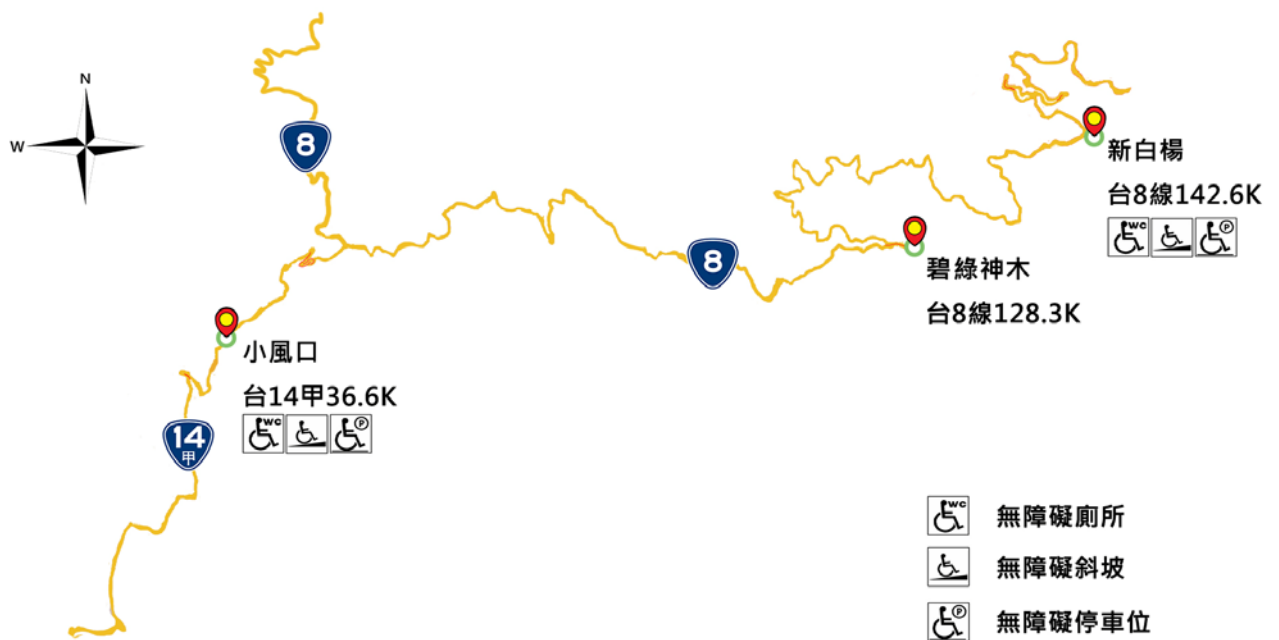 N
W
8
新白楊
台8線142.6K
WC
P
8
碧綠神木
台8線128.3K
小風口
台14甲36.6K
WC
P
14
甲
WC
無障礙廁所
無障礙斜坡
P
無障礙停車位